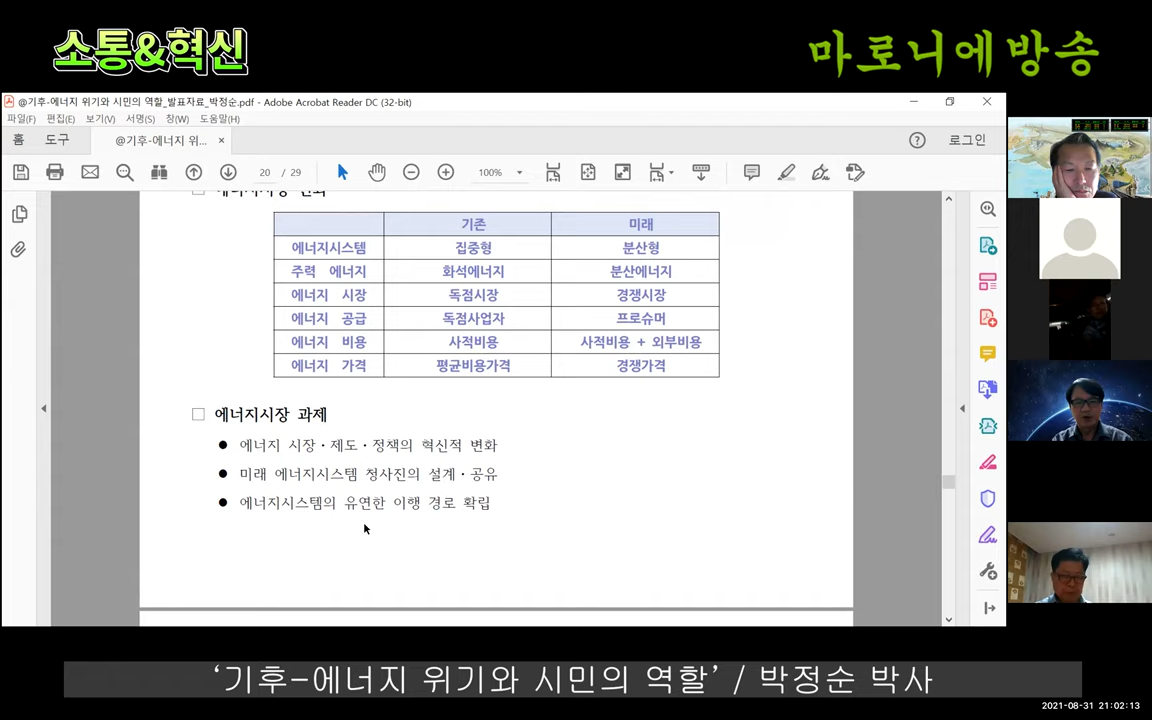 소통&혁신
마로니에방송
@기후-에너지 위기와 시민의 역할_발표자료_박정순.pdf - Adobe Acrobat Reader DC (32-bit)
파일(F) 편집(E) 보기(V) 서명(S) 창(W) 도움말(H)
홈 도구 @기후-에너지 위... × 로그인
20 / 29 100%
에너지시장 변화
기존 미래
에너지시스템 집중형 분산형
주력 에너지 화석에너지 분산에너지
에너지 시장 독점시장 경쟁시장
에너지 공급 독점사업자 프로슈머
에너지 비용 사적비용 사적비용 + 외부비용
에너지 가격 평균비용가격 경쟁가격
□ 에너지시장 과제
● 에너지 시장·제도·정책의 혁신적 변화
● 미래 에너지시스템 청사진의 설계·공유
● 에너지시스템의 유연한 이행 경로 확립
‘기후-에너지 위기와 시민의 역할’ / 박정순 박사
2021-08-31 21:02:13